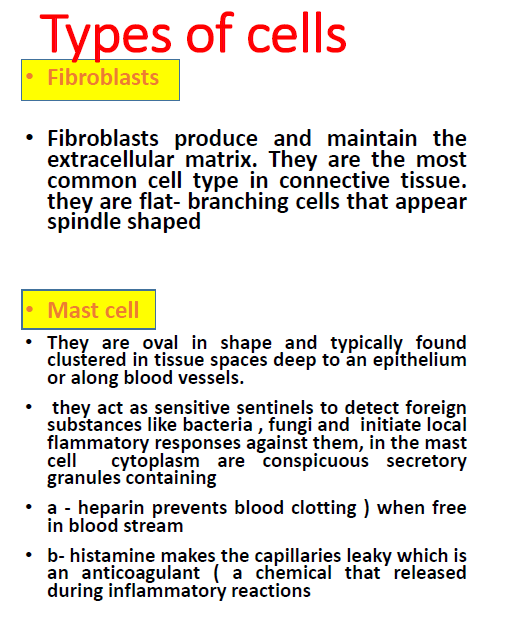 Types of cells
• Fibroblasts
• Fibroblasts produce and maintain the
extracellular matrix. They are the most
common cell type in connective tissue.
they are flat- branching cells that appear
spindle shaped
• Mast cell
• They are oval in shape and typically found
clustered in tissue spaces deep to an epithelium
or along blood vessels.
• they act as sensitive sentinels to detect foreign
substances like bacteria , fungi and initiate local
flammatory responses against them, in the mast
cell cytoplasm are conspicuous secretory
granules containing
• a - heparin prevents blood clotting ) when free
in blood stream
• b- histamine makes the capillaries leaky which is
an anticoagulant ( a chemical that released
during inflammatory reactions